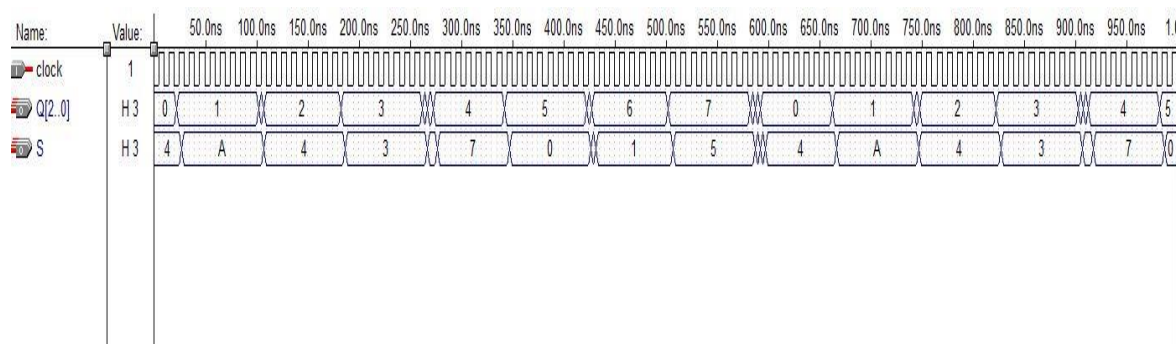 Name: Value: 50.0ns 100.0ns 150.0ns 200.0ns 250.0ns 300.0ns 350.0ns 400.0ns 450.0ns 500.0ns 550.0ns 600.0ns 650.0ns 700.0ns 750.0ns 800.0ns 850.0ns 900.0ns 950.0ns 1.0
clock 1
Q[2..0] H 3 0 1 2 3 4 5 6 7 0 1 2 3 4 5
S H 3 4 A 4 3 7 0 1 5 4 A 4 3 7 0